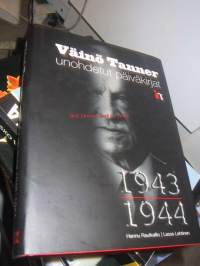 Väinö Tanner
unohdetut päiväkirjat
1943
1944
Hannu Rautkallio | Lasse Lehtinen